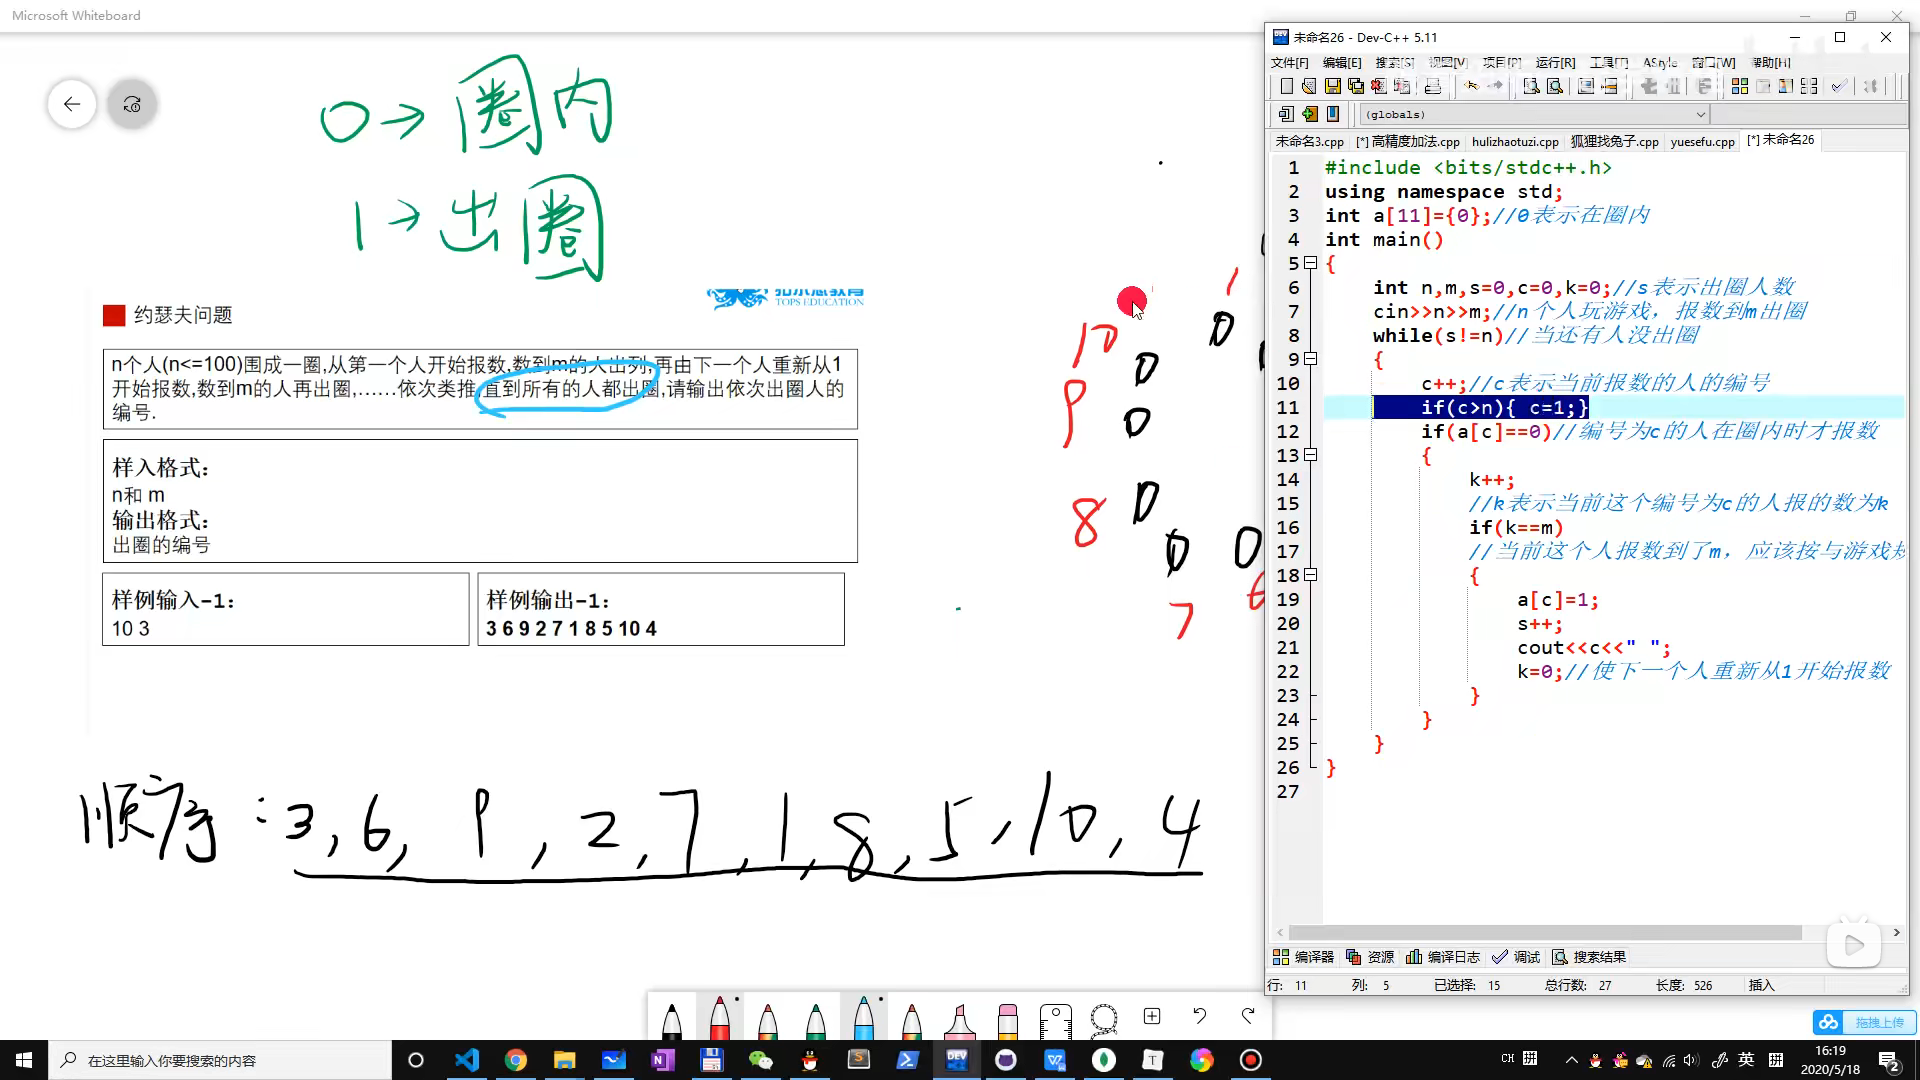 Microsoft Whiteboard
0→圈内
1→出圈
TOPS EDUCATION
约瑟夫问题
n个人(n<=100)围成一圈,从第一个人开始报数,数到m的人出列,再由下一个人重新从1
开始报数,数到m的人再出圈,……依次类推,直到所有的人都出圈,请输出依次出圈人的
编号.
样入格式:
n和 m
输出格式:
出圈的编号
样例输入-1:
10 3
样例输出-1:
3 6 9 2 7 1 8 5 10 4
1
10
0
0
9
0
8
0
0
0
7
6
顺序:3,6,9,2,7,1,8,5,10,4
未命名26 - Dev-C++ 5.11
文件[F] 编辑[E] 搜索[S] 视图[V] 项目[P] 运行[R] 工具[T] AStyle 窗口[W] 帮助[H]
(globals)
未命名3.cpp [*] 高精度加法.cpp hulizhaotuzi.cpp 狐狸找兔子.cpp yuesefu.cpp [*] 未命名26
1 #include <bits/stdc++.h>
2 using namespace std;
3 int a[11]={0};//0表示在圈内
4 int main()
5 {
6 int n,m,s=0,c=0,k=0;//s表示出圈人数
7 cin>>n>>m;//n个人玩游戏，报数到m出圈
8 while(s!=n)//当还有人没出圈
9 {
10 c++;//c表示当前报数的人的编号
11 if(c>n){ c=1;}
12 if(a[c]==0)//编号为c的人在圈内时才报数
13 {
14 k++;
15 //k表示当前这个编号为c的人报的数为k
16 if(k==m)
17 //当前这个人报数到了m，应该按与游戏规
18 {
19 a[c]=1;
20 s++;
21 cout<<c<<" ";
22 k=0;//使下一个人重新从1开始报数
23 }
24 }
25 }
26 }
27
编译器 资源 编译日志 调试 搜索结果
行: 11 列: 5 已选择: 15 总行数: 27 长度: 526 插入
拖拽上传
在这里输入你要搜索的内容
CH 拼 英 拼
16:19
2020/5/18
2